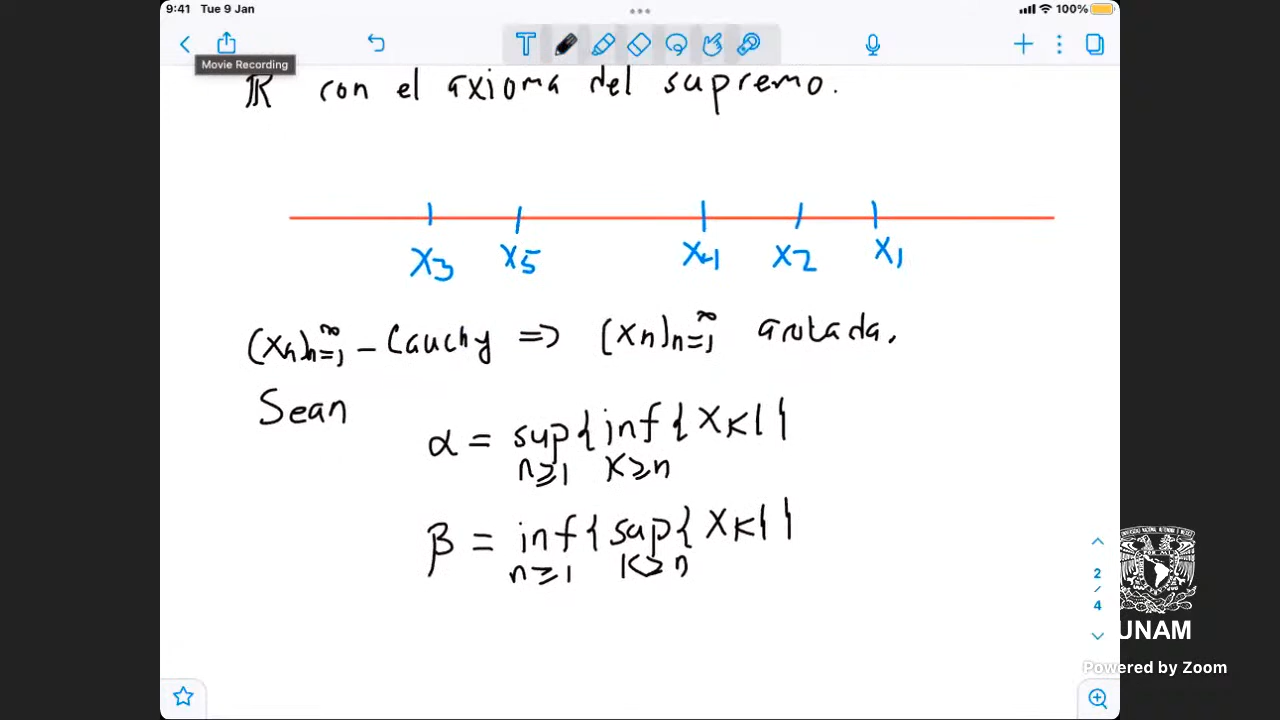 9:41 Tue 9 Jan
100%
Movie Recording
ℝ con el axioma del supremo.
x3 x5 x4 x2 x1
(xn)n=1^∞ – Cauchy => (xn)n=1^∞ acotada.
Sean
α = sup{inf{xK}}
n≥1 K≥n
β = inf{sup{xK}}
n≥1 K≥n
2
/
4
UNAM
Powered by Zoom